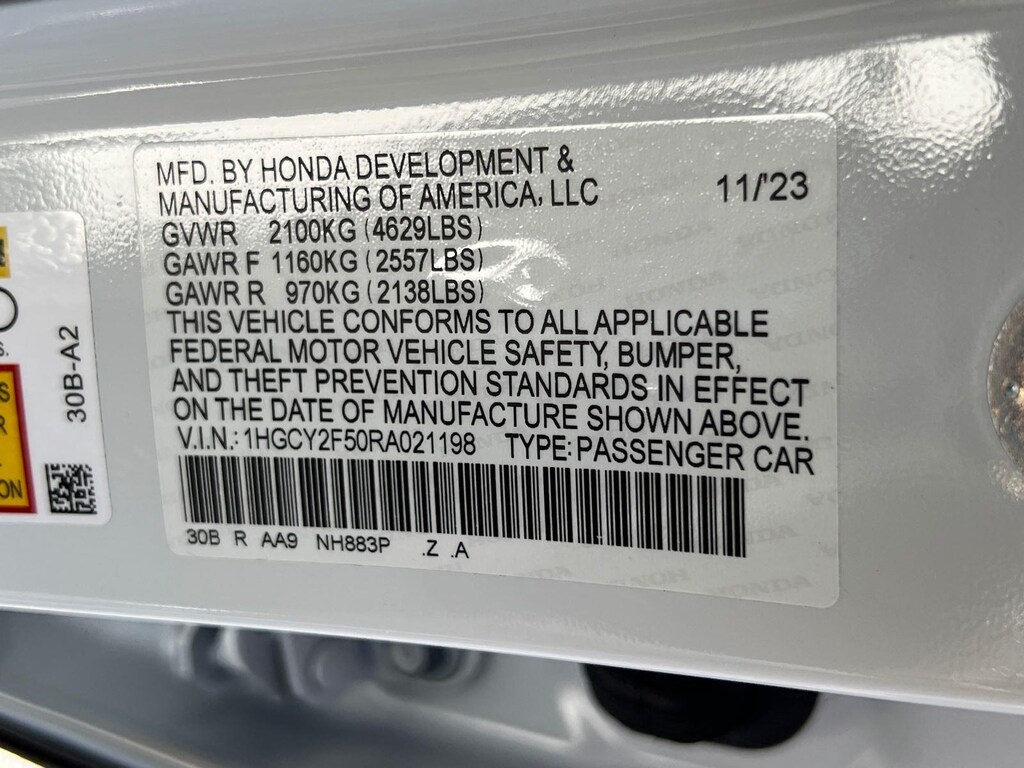 MFD. BY HONDA DEVELOPMENT &
MANUFACTURING OF AMERICA, LLC 11/'23
GVWR 2100KG (4629LBS)
GAWR F 1160KG (2557LBS)
GAWR R 970KG (2138LBS)
THIS VEHICLE CONFORMS TO ALL APPLICABLE
FEDERAL MOTOR VEHICLE SAFETY, BUMPER,
AND THEFT PREVENTION STANDARDS IN EFFECT
ON THE DATE OF MANUFACTURE SHOWN ABOVE.
V.I.N.: 1HGCY2F50RA021198 TYPE: PASSENGER CAR
30B R AA9 NH883P .Z .A
30B-A2